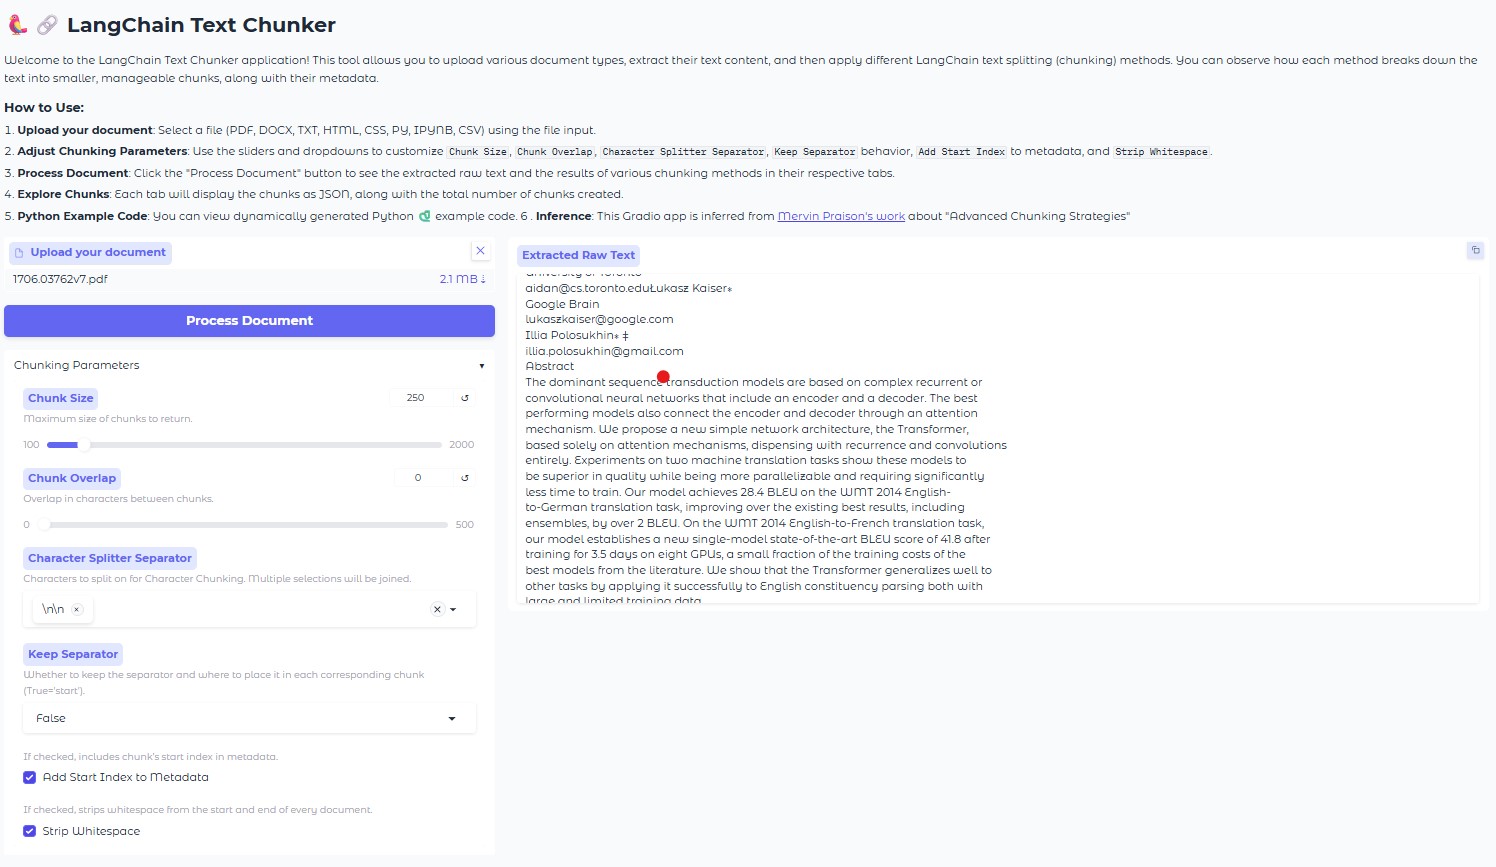 LangChain Text Chunker
Welcome to the LangChain Text Chunker application! This tool allows you to upload various document types, extract their text content, and then apply different LangChain text splitting (chunking) methods. You can observe how each method breaks down the
text into smaller, manageable chunks, along with their metadata.
How to Use:
1. Upload your document: Select a file (PDF, DOCX, TXT, HTML, CSS, PY, IPYNB, CSV) using the file input.
2. Adjust Chunking Parameters: Use the sliders and dropdowns to customize Chunk Size, Chunk Overlap, Character Splitter Separator, Keep Separator behavior, Add Start Index to metadata, and Strip Whitespace.
3. Process Document: Click the "Process Document" button to see the extracted raw text and the results of various chunking methods in their respective tabs.
4. Explore Chunks: Each tab will display the chunks as JSON, along with the total number of chunks created.
5. Python Example Code: You can view dynamically generated Python example code. 6 . Inference: This Gradio app is inferred from Mervin Praison's work about "Advanced Chunking Strategies"
Upload your document
1706.03762v7.pdf 2.1 MB ↓
Process Document
Chunking Parameters
Chunk Size 250
Maximum size of chunks to return.
100 2000
Chunk Overlap 0
Overlap in characters between chunks.
0 500
Character Splitter Separator
Characters to split on for Character Chunking. Multiple selections will be joined.
\n\n
Keep Separator
Whether to keep the separator and where to place it in each corresponding chunk
(True='start').
False
If checked, includes chunk's start index in metadata.
Add Start Index to Metadata
If checked, strips whitespace from the start and end of every document.
Strip Whitespace
Extracted Raw Text
University of Toronto
aidan@cs.toronto.eduŁukasz Kaiser∗
Google Brain
lukaszkaiser@google.com
Illia Polosukhin∗ ‡
illia.polosukhin@gmail.com
Abstract
The dominant sequence transduction models are based on complex recurrent or
convolutional neural networks that include an encoder and a decoder. The best
performing models also connect the encoder and decoder through an attention
mechanism. We propose a new simple network architecture, the Transformer,
based solely on attention mechanisms, dispensing with recurrence and convolutions
entirely. Experiments on two machine translation tasks show these models to
be superior in quality while being more parallelizable and requiring significantly
less time to train. Our model achieves 28.4 BLEU on the WMT 2014 English-
to-German translation task, improving over the existing best results, including
ensembles, by over 2 BLEU. On the WMT 2014 English-to-French translation task,
our model establishes a new single-model state-of-the-art BLEU score of 41.8 after
training for 3.5 days on eight GPUs, a small fraction of the training costs of the
best models from the literature. We show that the Transformer generalizes well to
other tasks by applying it successfully to English constituency parsing both with
large and limited training data.